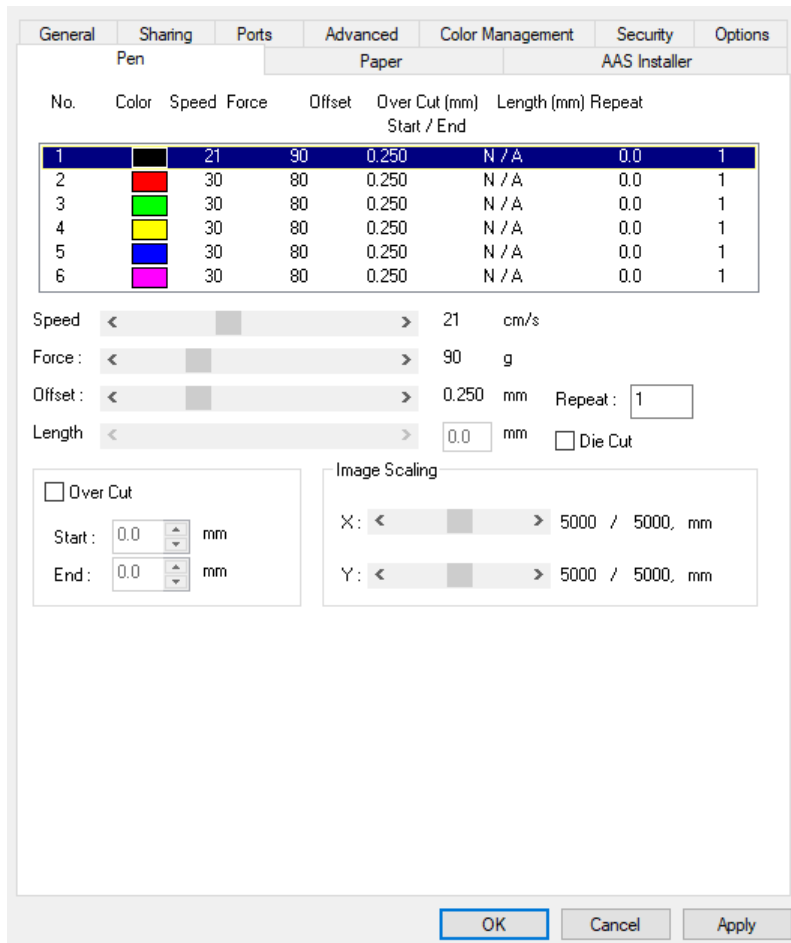 General Sharing Ports Advanced Color Management Security Options
Pen Paper AAS Installer
No. Color Speed Force Offset Over Cut (mm) Length (mm) Repeat
Start / End
1 21 90 0.250 N / A 0.0 1
2 30 80 0.250 N / A 0.0 1
3 30 80 0.250 N / A 0.0 1
4 30 80 0.250 N / A 0.0 1
5 30 80 0.250 N / A 0.0 1
6 30 80 0.250 N / A 0.0 1
Speed 21 cm/s
Force : 90 g
Offset : 0.250 mm Repeat : 1
Length 0.0 mm Die Cut
Over Cut
Start : 0.0 mm
End : 0.0 mm
Image Scaling
X : 5000 / 5000, mm
Y : 5000 / 5000, mm
OK Cancel Apply